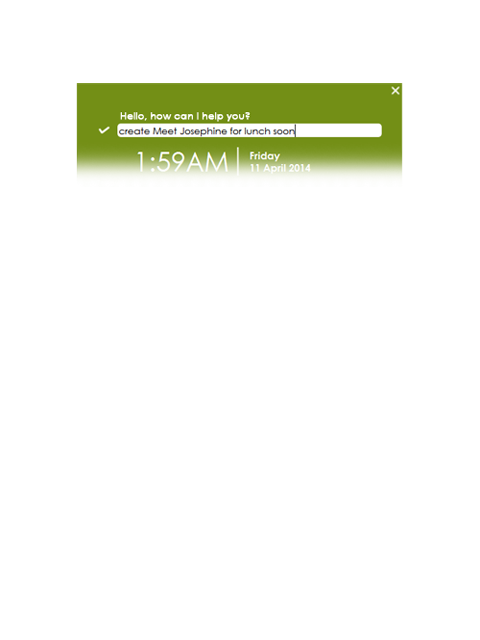 Hello, how can I help you?
create Meet Josephine for lunch soon
1:59AM
Friday
11 April 2014